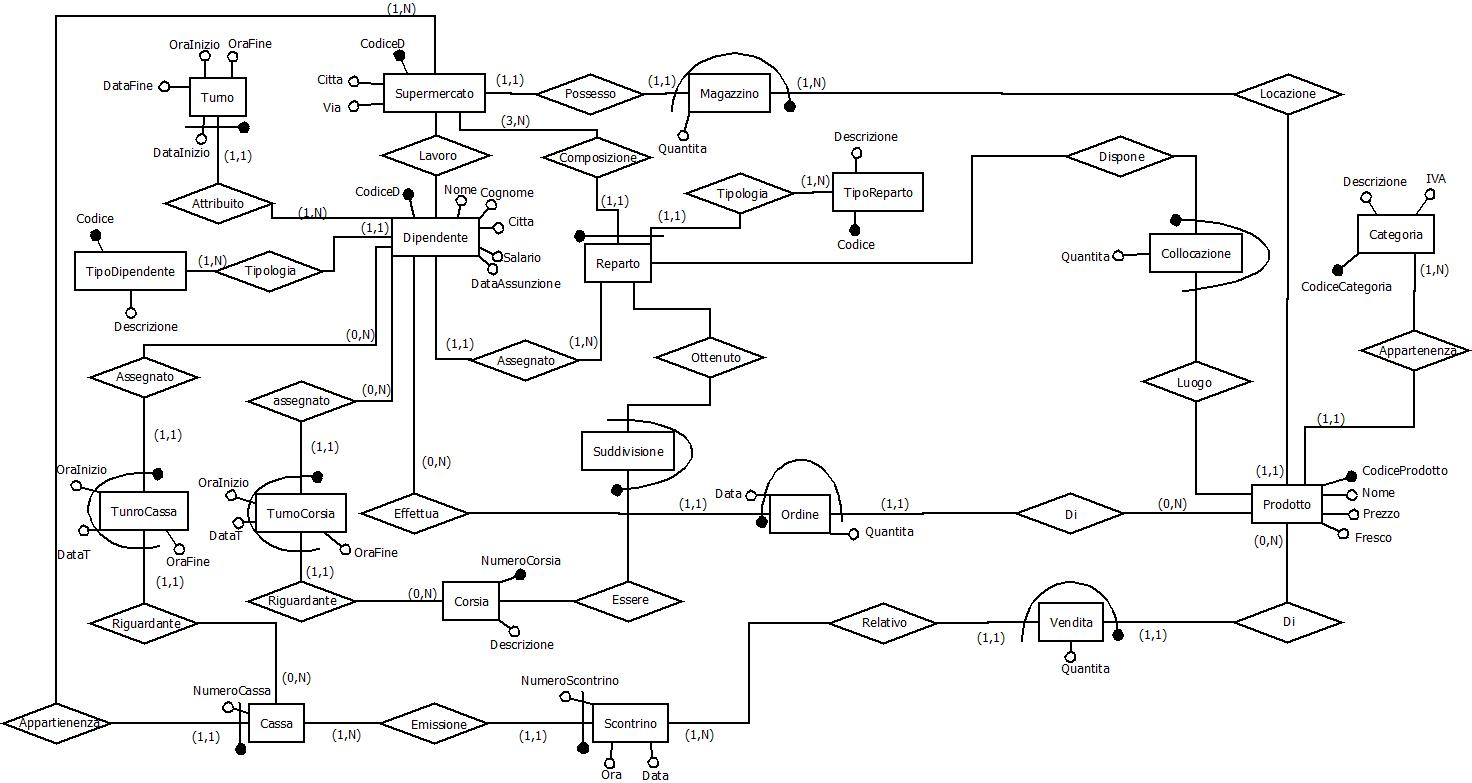 (1,N)
OraInizio
OraFine
CodiceD
DataFine
Turno
Citta
Supermercato
Via
(1,1)
Possesso
(1,1)
Magazzino
(1,N)
Locazione
DataInizio
(1,1)
(3,N)
Quantita
Lavoro
Composizione
Descrizione
Dispone
Tipologia
(1,N)
TipoReparto
Descrizione
IVA
Attribuito
(1,N)
CodiceD
Nome
Cognome
Citta
(1,1)
(1,1)
Codice
Codice
(1,1)
Dipendente
Salario
DataAssunzione
Reparto
Quantita
Collocazione
Categoria
TipoDipendente
(1,N)
Tipologia
CodiceCategoria
(1,N)
Descrizione
(0,N)
(1,1)
Assegnato
(1,N)
Ottenuto
Appartenenza
Assegnato
assegnato
(0,N)
Luogo
(1,1)
(1,1)
(1,1)
(0,N)
Suddivisione
OraInizio
TunroCassa
DataT
OraFine
OraInizio
TurnoCorsia
DataT
OraFine
Effettua
(1,1)
Data
Ordine
(1,1)
Quantita
Di
(0,N)
(1,1)
Prodotto
CodiceProdotto
Nome
Prezzo
Fresco
(0,N)
(1,1)
(1,1)
NumeroCorsia
Riguardante
(0,N)
Corsia
Essere
Descrizione
Riguardante
Relativo
(1,1)
Vendita
(1,1)
Di
Quantita
(0,N)
NumeroCassa
NumeroScontrino
Appartienenza
(1,1)
Cassa
(1,N)
Emissione
(1,1)
Scontrino
(1,N)
Ora
Data